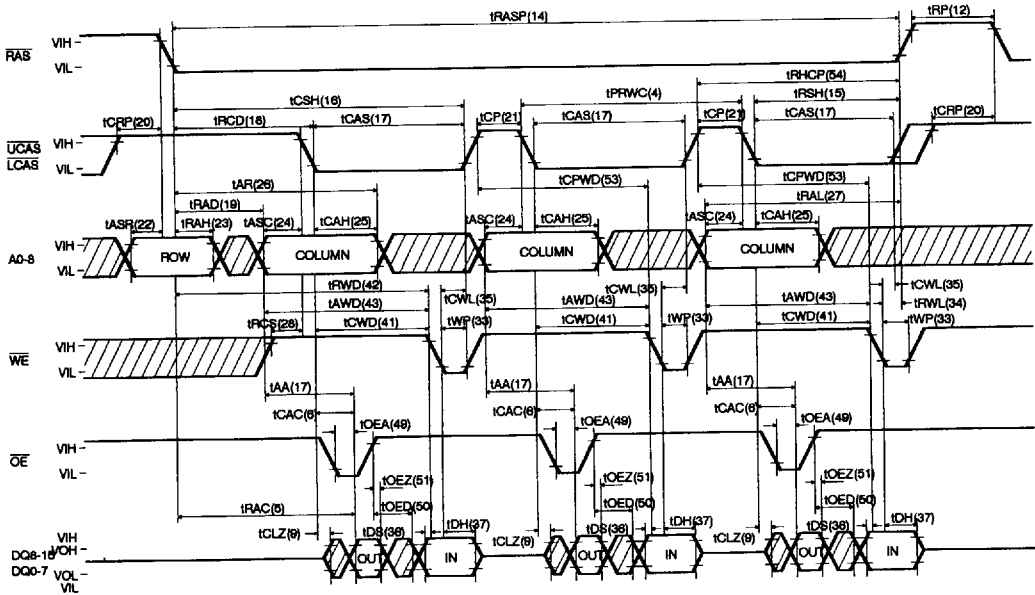 tRASP(14)
tRP(12)
RAS
VIH
VIL
tRHCP(54)
tPRWC(4)
tCSH(16)
tRSH(15)
tCRP(20)
tRCD(18)
tCAS(17)
tCP(21)
tCAS(17)
tCP(21)
tCAS(17)
tCRP(20)
UCAS
LCAS
VIH
VIL
tAR(26)
tCPWD(53)
tCPWD(53)
tRAD(19)
tRAL(27)
tASR(22)
tRAH(23)
tASC(24)
tCAH(25)
tASC(24)
tCAH(25)
tASC(24)
tCAH(25)
A0-8
VIH
VIL
ROW
COLUMN
COLUMN
COLUMN
tRWD(42)
tCWL(35)
tCWL(35)
tCWL(35)
tAWD(43)
tAWD(43)
tAWD(43)
tRWL(34)
tRCS(28)
tCWD(41)
tWP(33)
tCWD(41)
tWP(33)
tCWD(41)
tWP(33)
WE
VIH
VIL
tAA(17)
tAA(17)
tAA(17)
tCAC(6)
tOEA(49)
tCAC(6)
tOEA(49)
tCAC(6)
tOEA(49)
OE
VIH
VIL
tOEZ(51)
tOEZ(51)
tOEZ(51)
tRAC(5)
tOED(50)
tOED(50)
tOED(50)
tCLZ(9)
tDS(36)
tDH(37)
tCLZ(9)
tDS(36)
tDH(37)
tCLZ(9)
tDS(36)
tDH(37)
VIH
VOH
DQ8-15
DQ0-7
VOL
VIL
OUT
IN
OUT
IN
OUT
IN